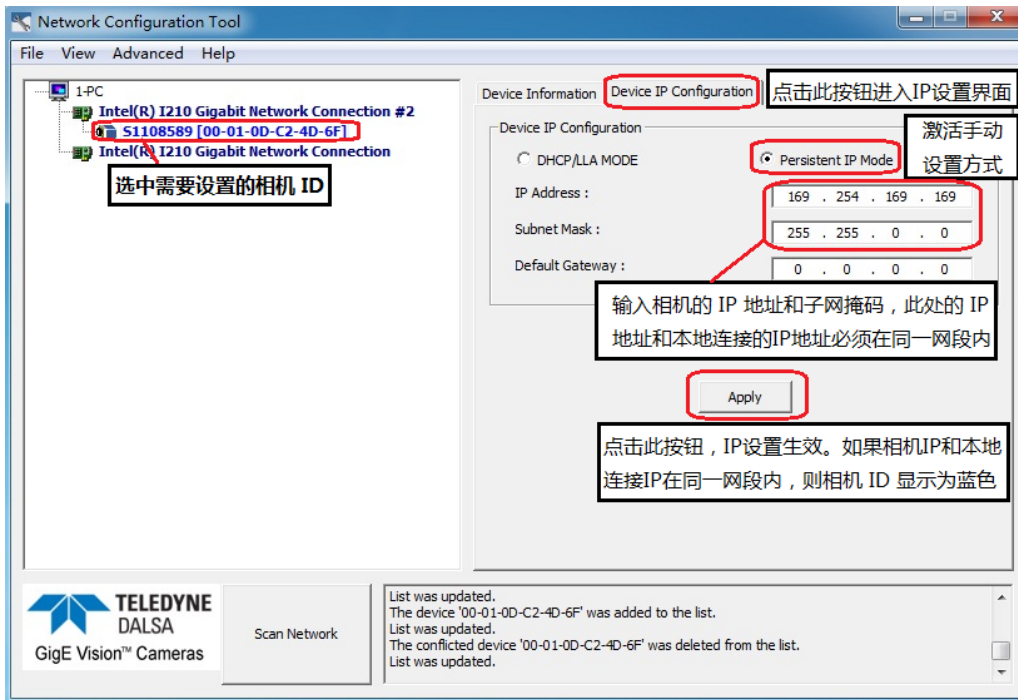 Network Configuration Tool
File View Advanced Help
1-PC
Intel(R) I210 Gigabit Network Connection #2
S1108589 [00-01-0D-C2-4D-6F]
Intel(R) I210 Gigabit Network Connection
选中需要设置的相机 ID
Device Information Device IP Configuration
点击此按钮进入IP设置界面
Device IP Configuration
激活手动
设置方式
DHCP/LLA MODE Persistent IP Mode
IP Address : 169 . 254 . 169 . 169
Subnet Mask : 255 . 255 . 0 . 0
Default Gateway : 0 . 0 . 0 . 0
输入相机的 IP 地址和子网掩码，此处的 IP
地址和本地连接的IP地址必须在同一网段内
Apply
点击此按钮，IP设置生效。如果相机IP和本地
连接IP在同一网段内，则相机 ID 显示为蓝色
TELEDYNE
DALSA
GigE Vision™ Cameras
Scan Network
List was updated.
The device '00-01-0D-C2-4D-6F' was added to the list.
List was updated.
The conflicted device '00-01-0D-C2-4D-6F' was deleted from the list.
List was updated.